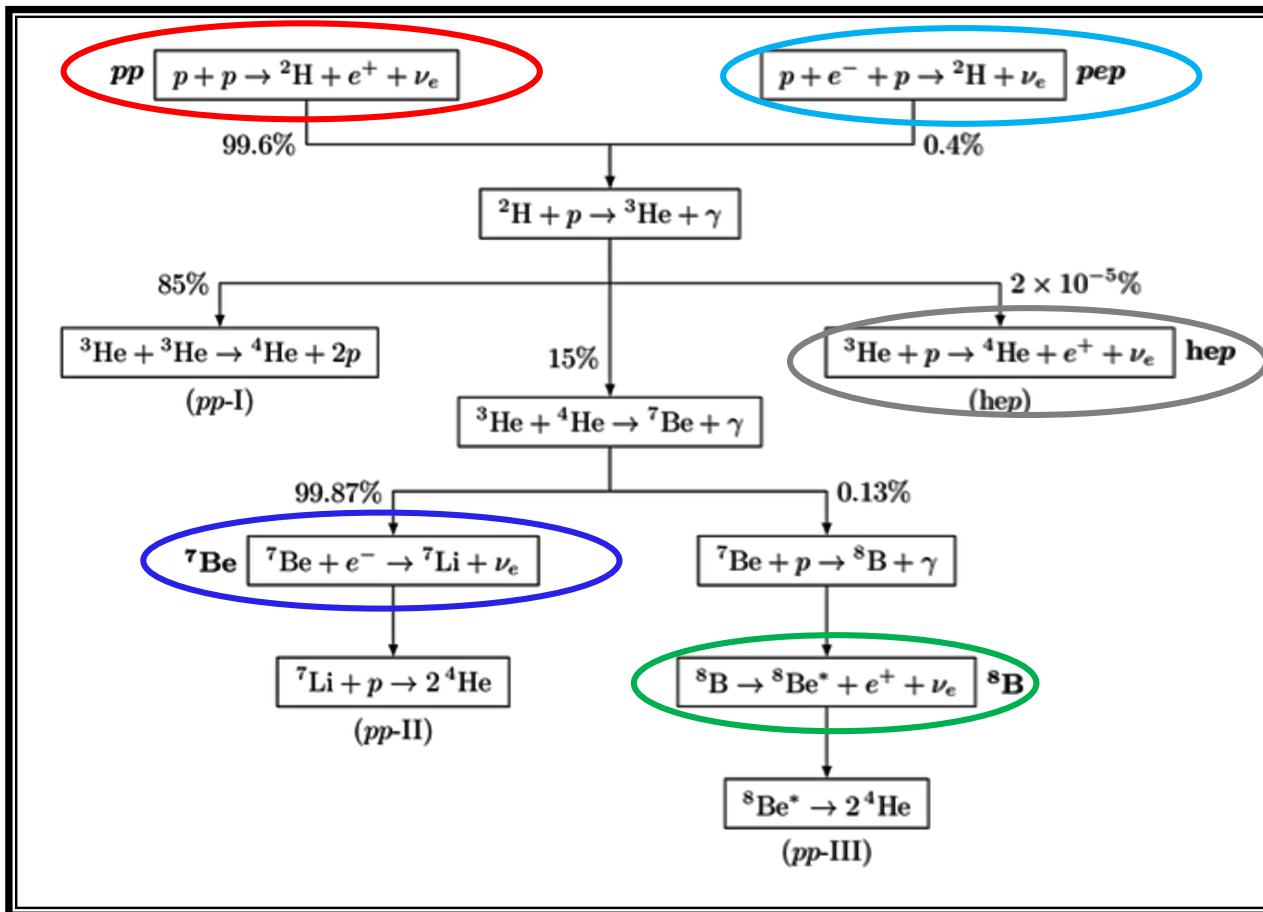 pp p + p → ²H + e⁺ + νₑ
p + e⁻ + p → ²H + νₑ pep
99.6%
0.4%
²H + p → ³He + γ
85%
2 × 10⁻⁵%
³He + ³He → ⁴He + 2p
(pp-I)
15%
³He + p → ⁴He + e⁺ + νₑ hep
(hep)
³He + ⁴He → ⁷Be + γ
99.87%
0.13%
⁷Be ⁷Be + e⁻ → ⁷Li + νₑ
⁷Be + p → ⁸B + γ
⁷Li + p → 2 ⁴He
(pp-II)
⁸B → ⁸Be* + e⁺ + νₑ ⁸B
⁸Be* → 2 ⁴He
(pp-III)